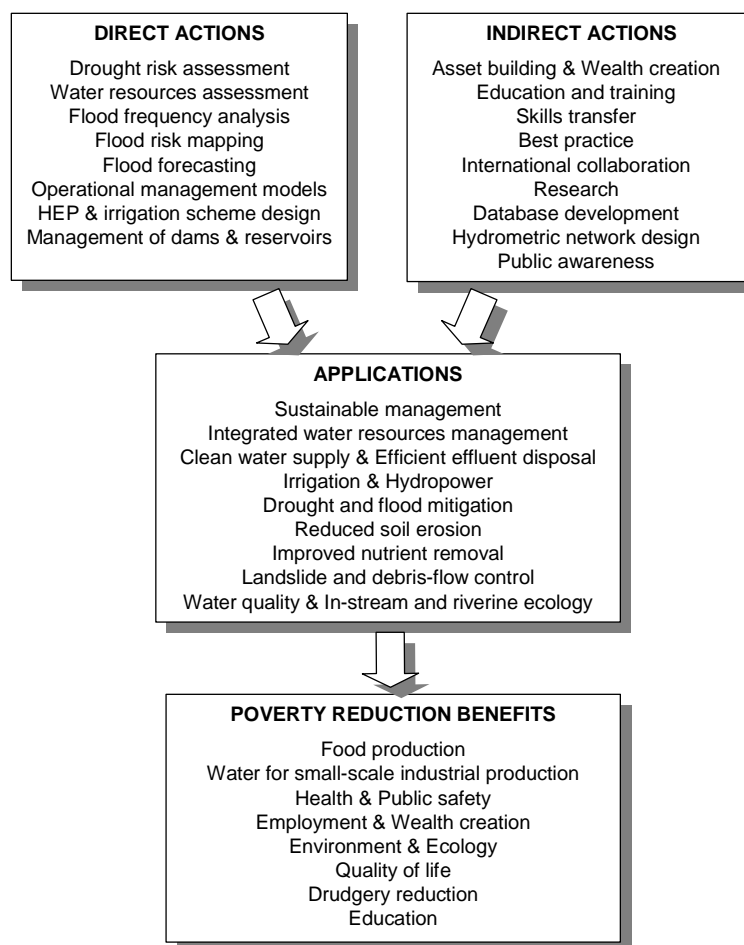 DIRECT ACTIONS
Drought risk assessment
Water resources assessment
Flood frequency analysis
Flood risk mapping
Flood forecasting
Operational management models
HEP & irrigation scheme design
Management of dams & reservoirs
INDIRECT ACTIONS
Asset building & Wealth creation
Education and training
Skills transfer
Best practice
International collaboration
Research
Database development
Hydrometric network design
Public awareness
APPLICATIONS
Sustainable management
Integrated water resources management
Clean water supply & Efficient effluent disposal
Irrigation & Hydropower
Drought and flood mitigation
Reduced soil erosion
Improved nutrient removal
Landslide and debris-flow control
Water quality & In-stream and riverine ecology
POVERTY REDUCTION BENEFITS
Food production
Water for small-scale industrial production
Health & Public safety
Employment & Wealth creation
Environment & Ecology
Quality of life
Drudgery reduction
Education